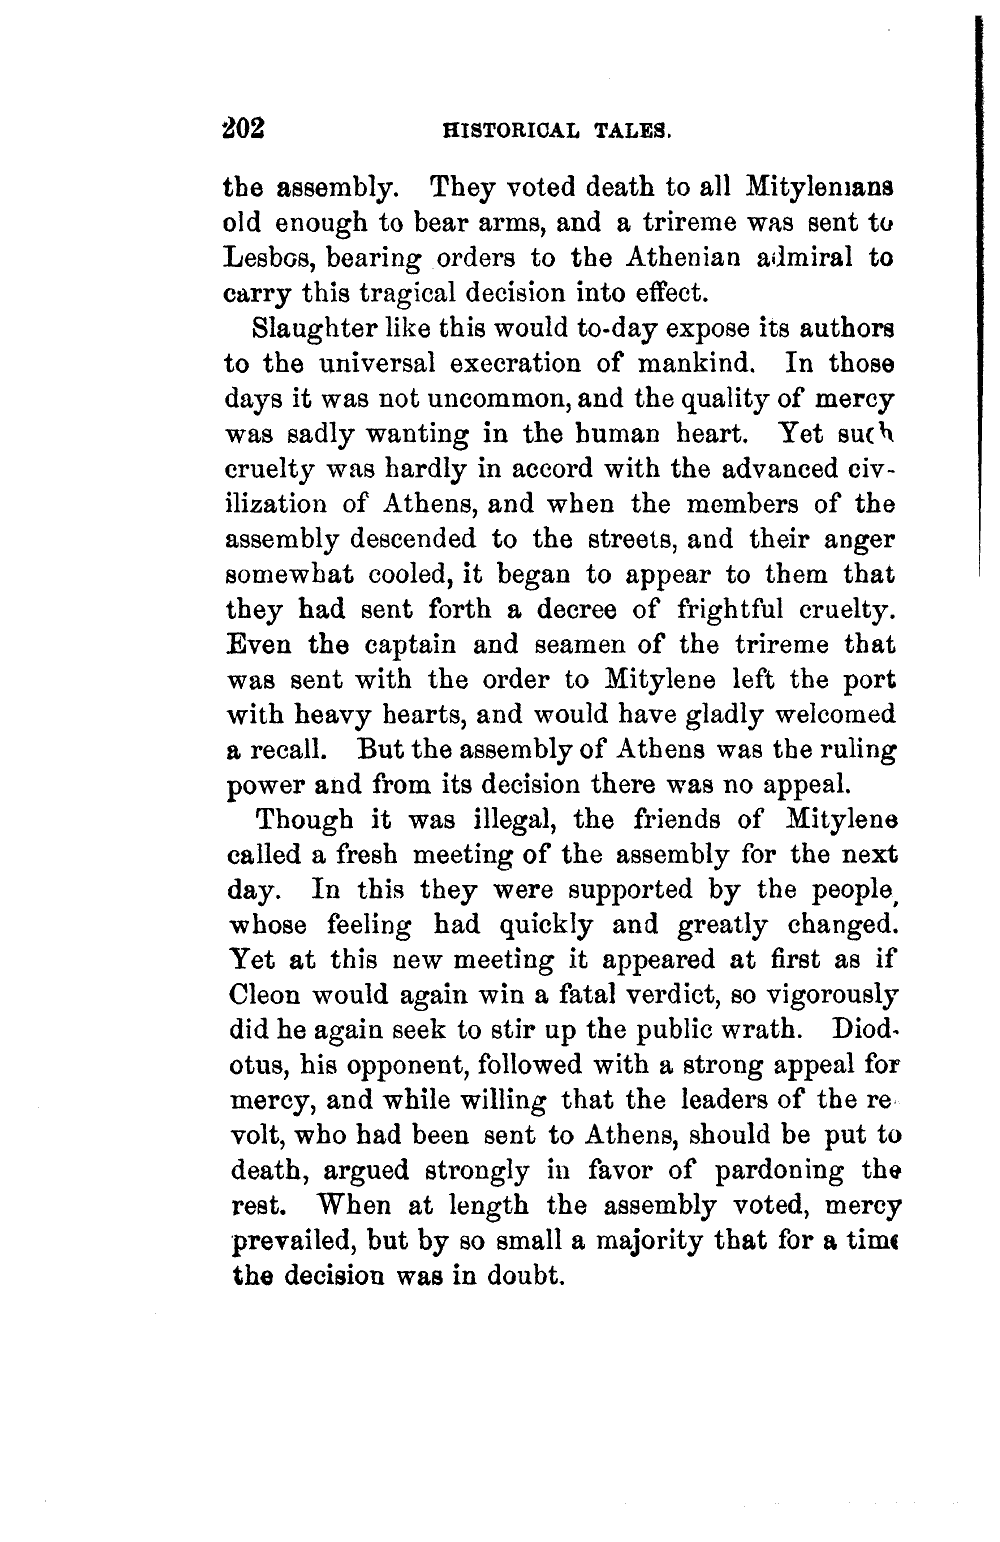 202 HISTORICAL TALES.
the assembly. They voted death to all Mitylenians
old enough to bear arms, and a trireme was sent to
Lesbos, bearing orders to the Athenian admiral to
carry this tragical decision into effect.
Slaughter like this would to-day expose its authors
to the universal execration of mankind. In those
days it was not uncommon, and the quality of mercy
was sadly wanting in the human heart. Yet such
cruelty was hardly in accord with the advanced civ-
ilization of Athens, and when the members of the
assembly descended to the streets, and their anger
somewhat cooled, it began to appear to them that
they had sent forth a decree of frightful cruelty.
Even the captain and seamen of the trireme that
was sent with the order to Mitylene left the port
with heavy hearts, and would have gladly welcomed
a recall. But the assembly of Athens was the ruling
power and from its decision there was no appeal.
Though it was illegal, the friends of Mitylene
called a fresh meeting of the assembly for the next
day. In this they were supported by the people,
whose feeling had quickly and greatly changed.
Yet at this new meeting it appeared at first as if
Cleon would again win a fatal verdict, so vigorously
did he again seek to stir up the public wrath. Diod-
otus, his opponent, followed with a strong appeal for
mercy, and while willing that the leaders of the re-
volt, who had been sent to Athens, should be put to
death, argued strongly in favor of pardoning the
rest. When at length the assembly voted, mercy
prevailed, but by so small a majority that for a time
the decision was in doubt.